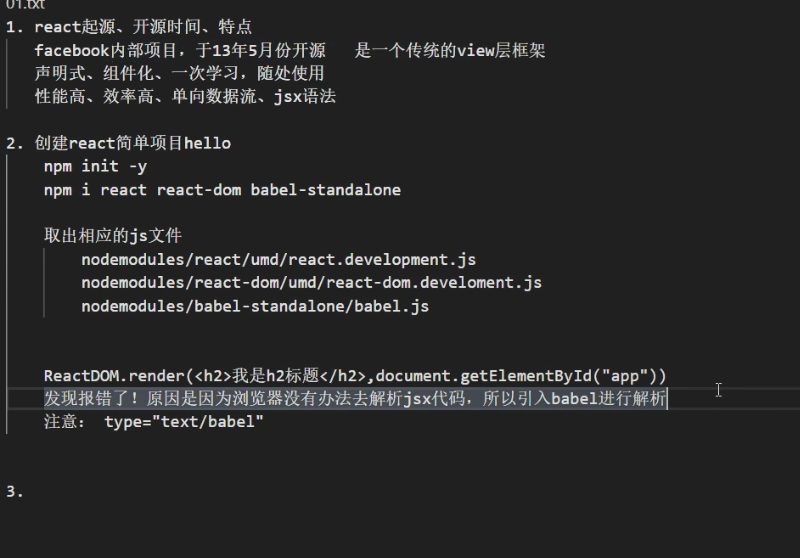 01.txt
1. react起源、开源时间、特点
facebook内部项目，于13年5月份开源   是一个传统的view层框架
声明式、组件化、一次学习，随处使用
性能高、效率高、单向数据流、jsx语法
2. 创建react简单项目hello
npm init -y
npm i react react-dom babel-standalone
取出相应的js文件
nodemodules/react/umd/react.development.js
nodemodules/react-dom/umd/react-dom.develoment.js
nodemodules/babel-standalone/babel.js
ReactDOM.render(<h2>我是h2标题</h2>,document.getElementById("app"))
发现报错了！原因是因为浏览器没有办法去解析jsx代码，所以引入babel进行解析
注意： type="text/babel"
3.